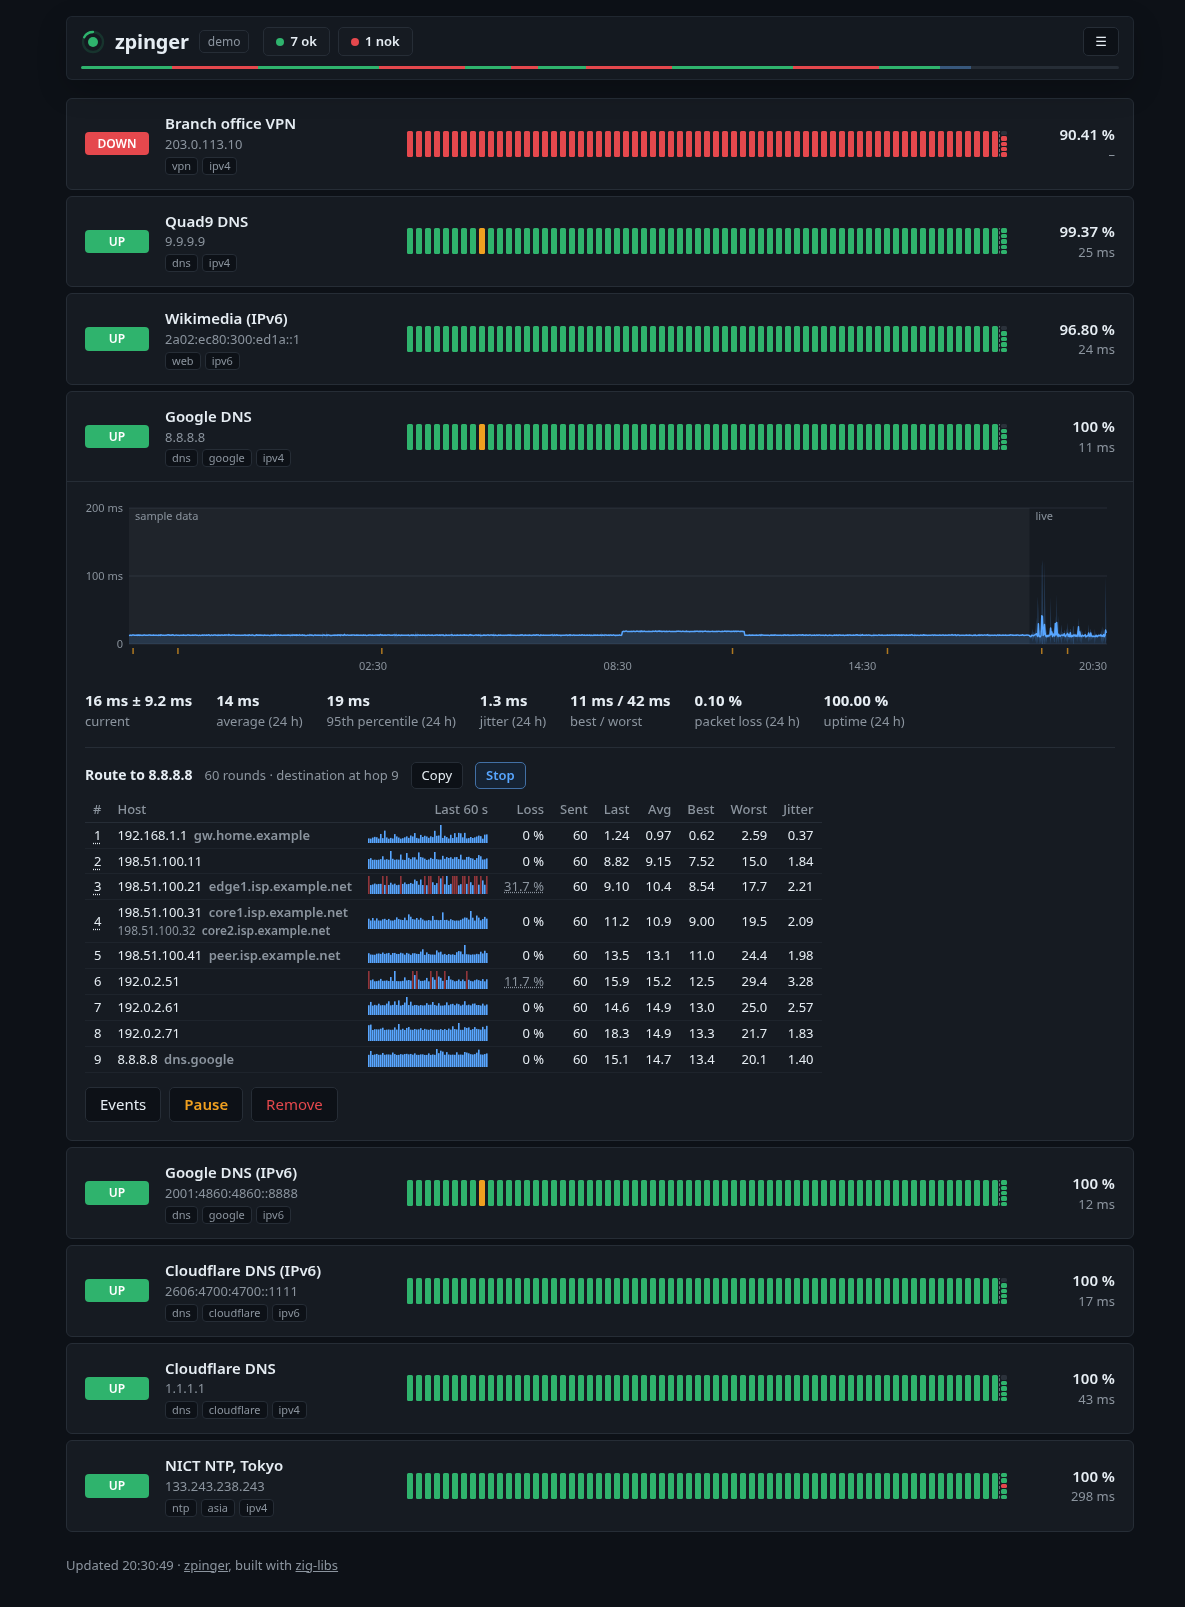 zpinger demo 7 ok 1 nok ☰
DOWN
Branch office VPN
203.0.113.10
vpn ipv4
90.41 %
–
UP
Quad9 DNS
9.9.9.9
dns ipv4
99.37 %
25 ms
UP
Wikimedia (IPv6)
2a02:ec80:300:ed1a::1
web ipv6
96.80 %
24 ms
UP
Google DNS
8.8.8.8
dns google ipv4
100 %
11 ms
200 ms
sample data live
100 ms
0
02:30 08:30 14:30 20:30
16 ms ± 9.2 ms 14 ms 19 ms 1.3 ms 11 ms / 42 ms 0.10 % 100.00 %
current average (24 h) 95th percentile (24 h) jitter (24 h) best / worst packet loss (24 h) uptime (24 h)
Route to 8.8.8.8 60 rounds · destination at hop 9 Copy Stop
# Host Last 60 s Loss Sent Last Avg Best Worst Jitter
1 192.168.1.1 gw.home.example 0 % 60 1.24 0.97 0.62 2.59 0.37
2 198.51.100.11 0 % 60 8.82 9.15 7.52 15.0 1.84
3 198.51.100.21 edge1.isp.example.net 31.7 % 60 9.10 10.4 8.54 17.7 2.21
4 198.51.100.31 core1.isp.example.net 0 % 60 11.2 10.9 9.00 19.5 2.09
198.51.100.32 core2.isp.example.net
5 198.51.100.41 peer.isp.example.net 0 % 60 13.5 13.1 11.0 24.4 1.98
6 192.0.2.51 11.7 % 60 15.9 15.2 12.5 29.4 3.28
7 192.0.2.61 0 % 60 14.6 14.9 13.0 25.0 2.57
8 192.0.2.71 0 % 60 18.3 14.9 13.3 21.7 1.83
9 8.8.8.8 dns.google 0 % 60 15.1 14.7 13.4 20.1 1.40
Events Pause Remove
UP
Google DNS (IPv6)
2001:4860:4860::8888
dns google ipv6
100 %
12 ms
UP
Cloudflare DNS (IPv6)
2606:4700:4700::1111
dns cloudflare ipv6
100 %
17 ms
UP
Cloudflare DNS
1.1.1.1
dns cloudflare ipv4
100 %
43 ms
UP
NICT NTP, Tokyo
133.243.238.243
ntp asia ipv4
100 %
298 ms
Updated 20:30:49 · zpinger, built with zig-libs